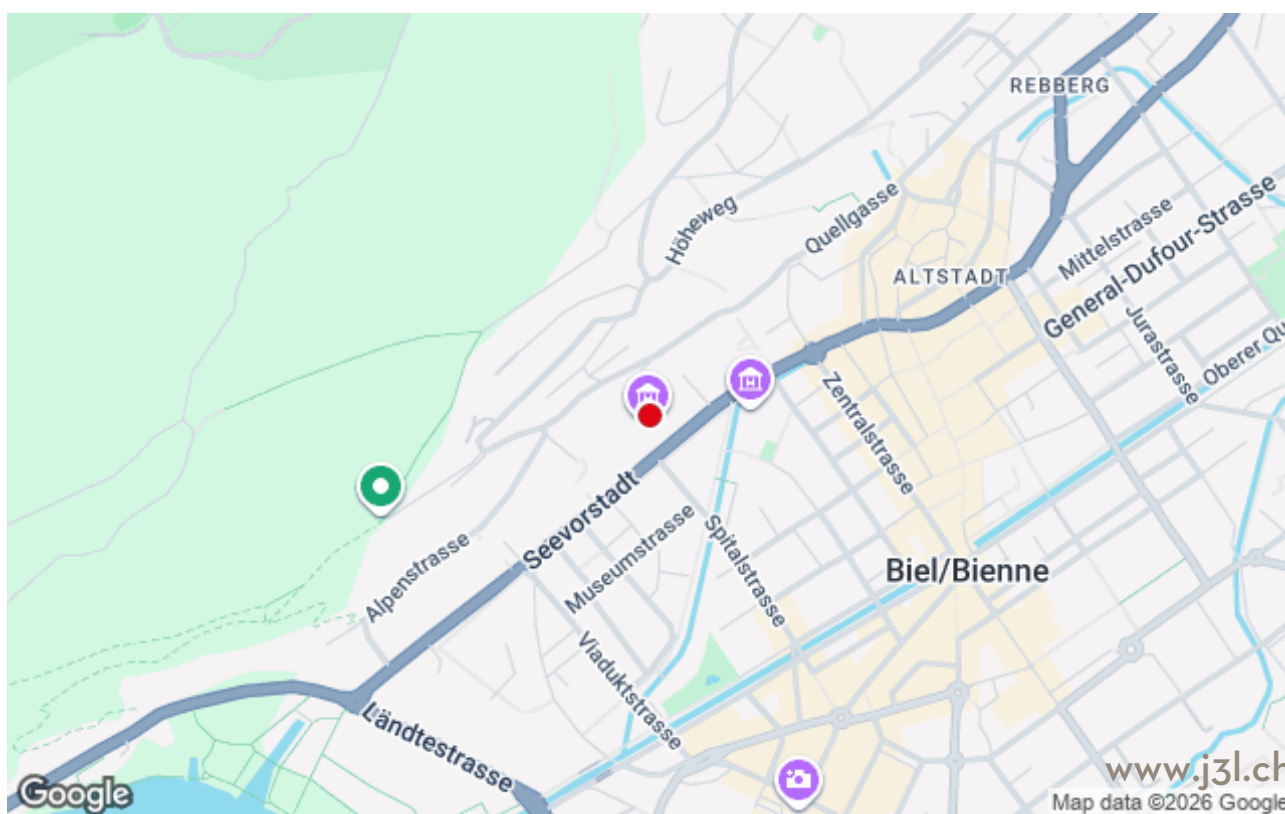 REBBERG
Höheweg
Quellgasse
Mittelstrasse
General-Dufour-Strasse
ALTSTADT
Jurastrasse
Oberer Qu
Zentralstrasse
Seevorstadt
Museumstrasse
Spitalstrasse
Biel/Bienne
Alpenstrasse
Viaduktstrasse
Ländtestrasse
www.j3l.ch
Google
Map data ©2026 Google